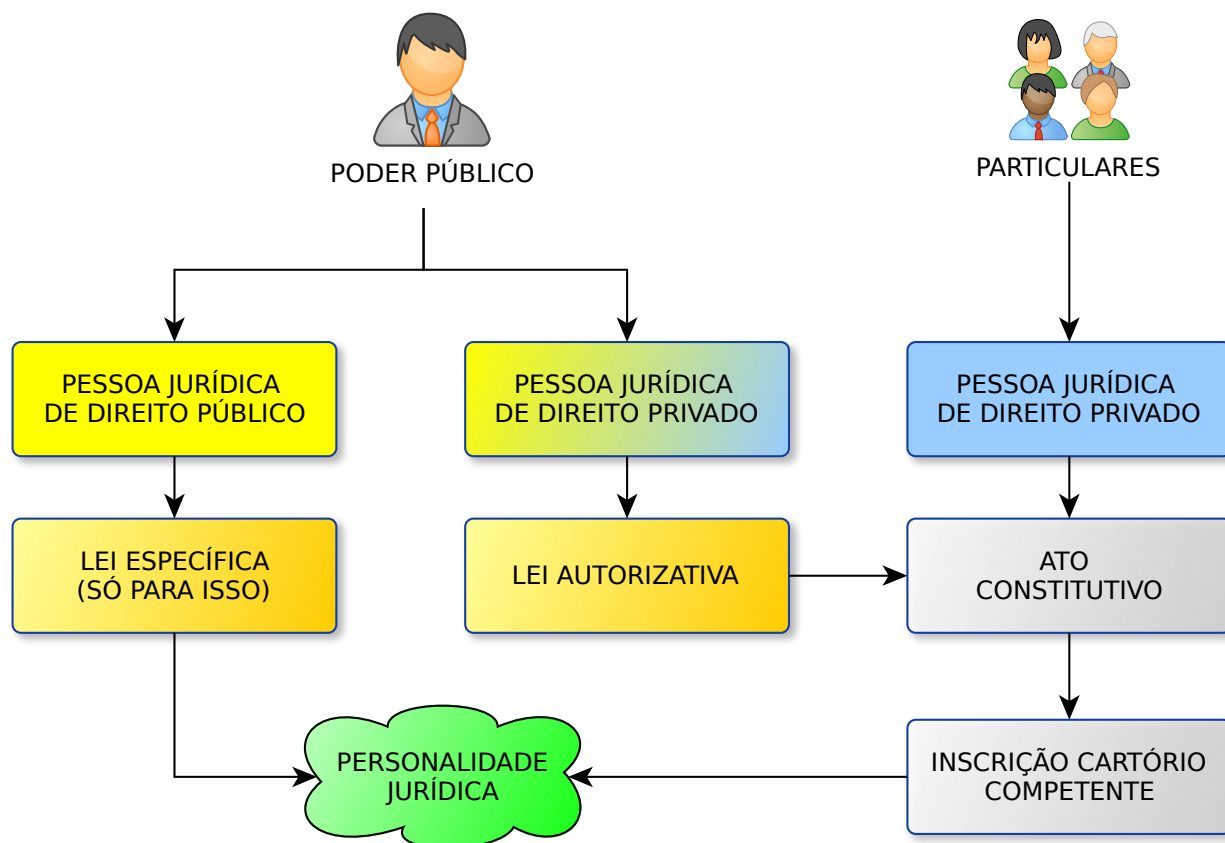 PODER PÚBLICO
PARTICULARES
PESSOA JURÍDICA
DE DIREITO PÚBLICO
PESSOA JURÍDICA
DE DIREITO PRIVADO
PESSOA JURÍDICA
DE DIREITO PRIVADO
LEI ESPECÍFICA
(SÓ PARA ISSO)
LEI AUTORIZATIVA
ATO
CONSTITUTIVO
PERSONALIDADE
JURÍDICA
INSCRIÇÃO CARTÓRIO
COMPETENTE